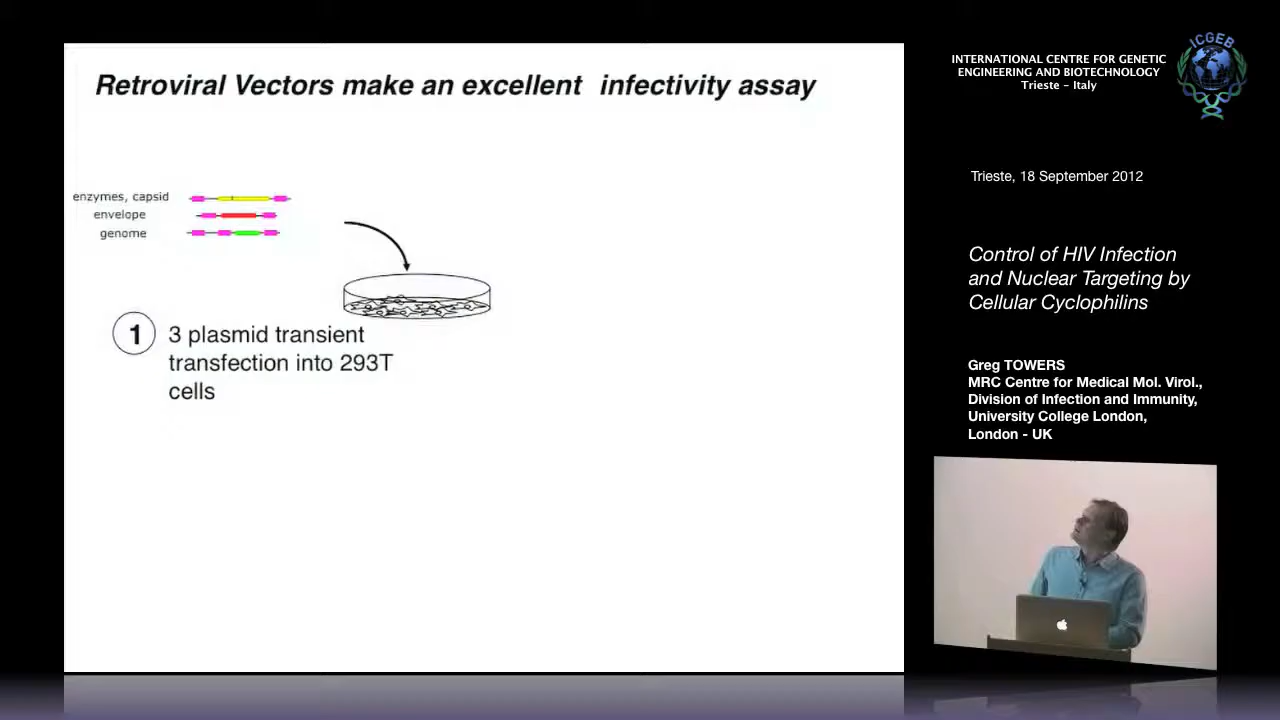 Retroviral Vectors make an excellent infectivity assay
enzymes, capsid
envelope
genome
1
3 plasmid transient
transfection into 293T
cells
INTERNATIONAL CENTRE FOR GENETIC
ENGINEERING AND BIOTECHNOLOGY
Trieste - Italy
ICGEB
Trieste, 18 September 2012
Control of HIV Infection
and Nuclear Targeting by
Cellular Cyclophilins
Greg TOWERS
MRC Centre for Medical Mol. Virol.,
Division of Infection and Immunity,
University College London,
London - UK